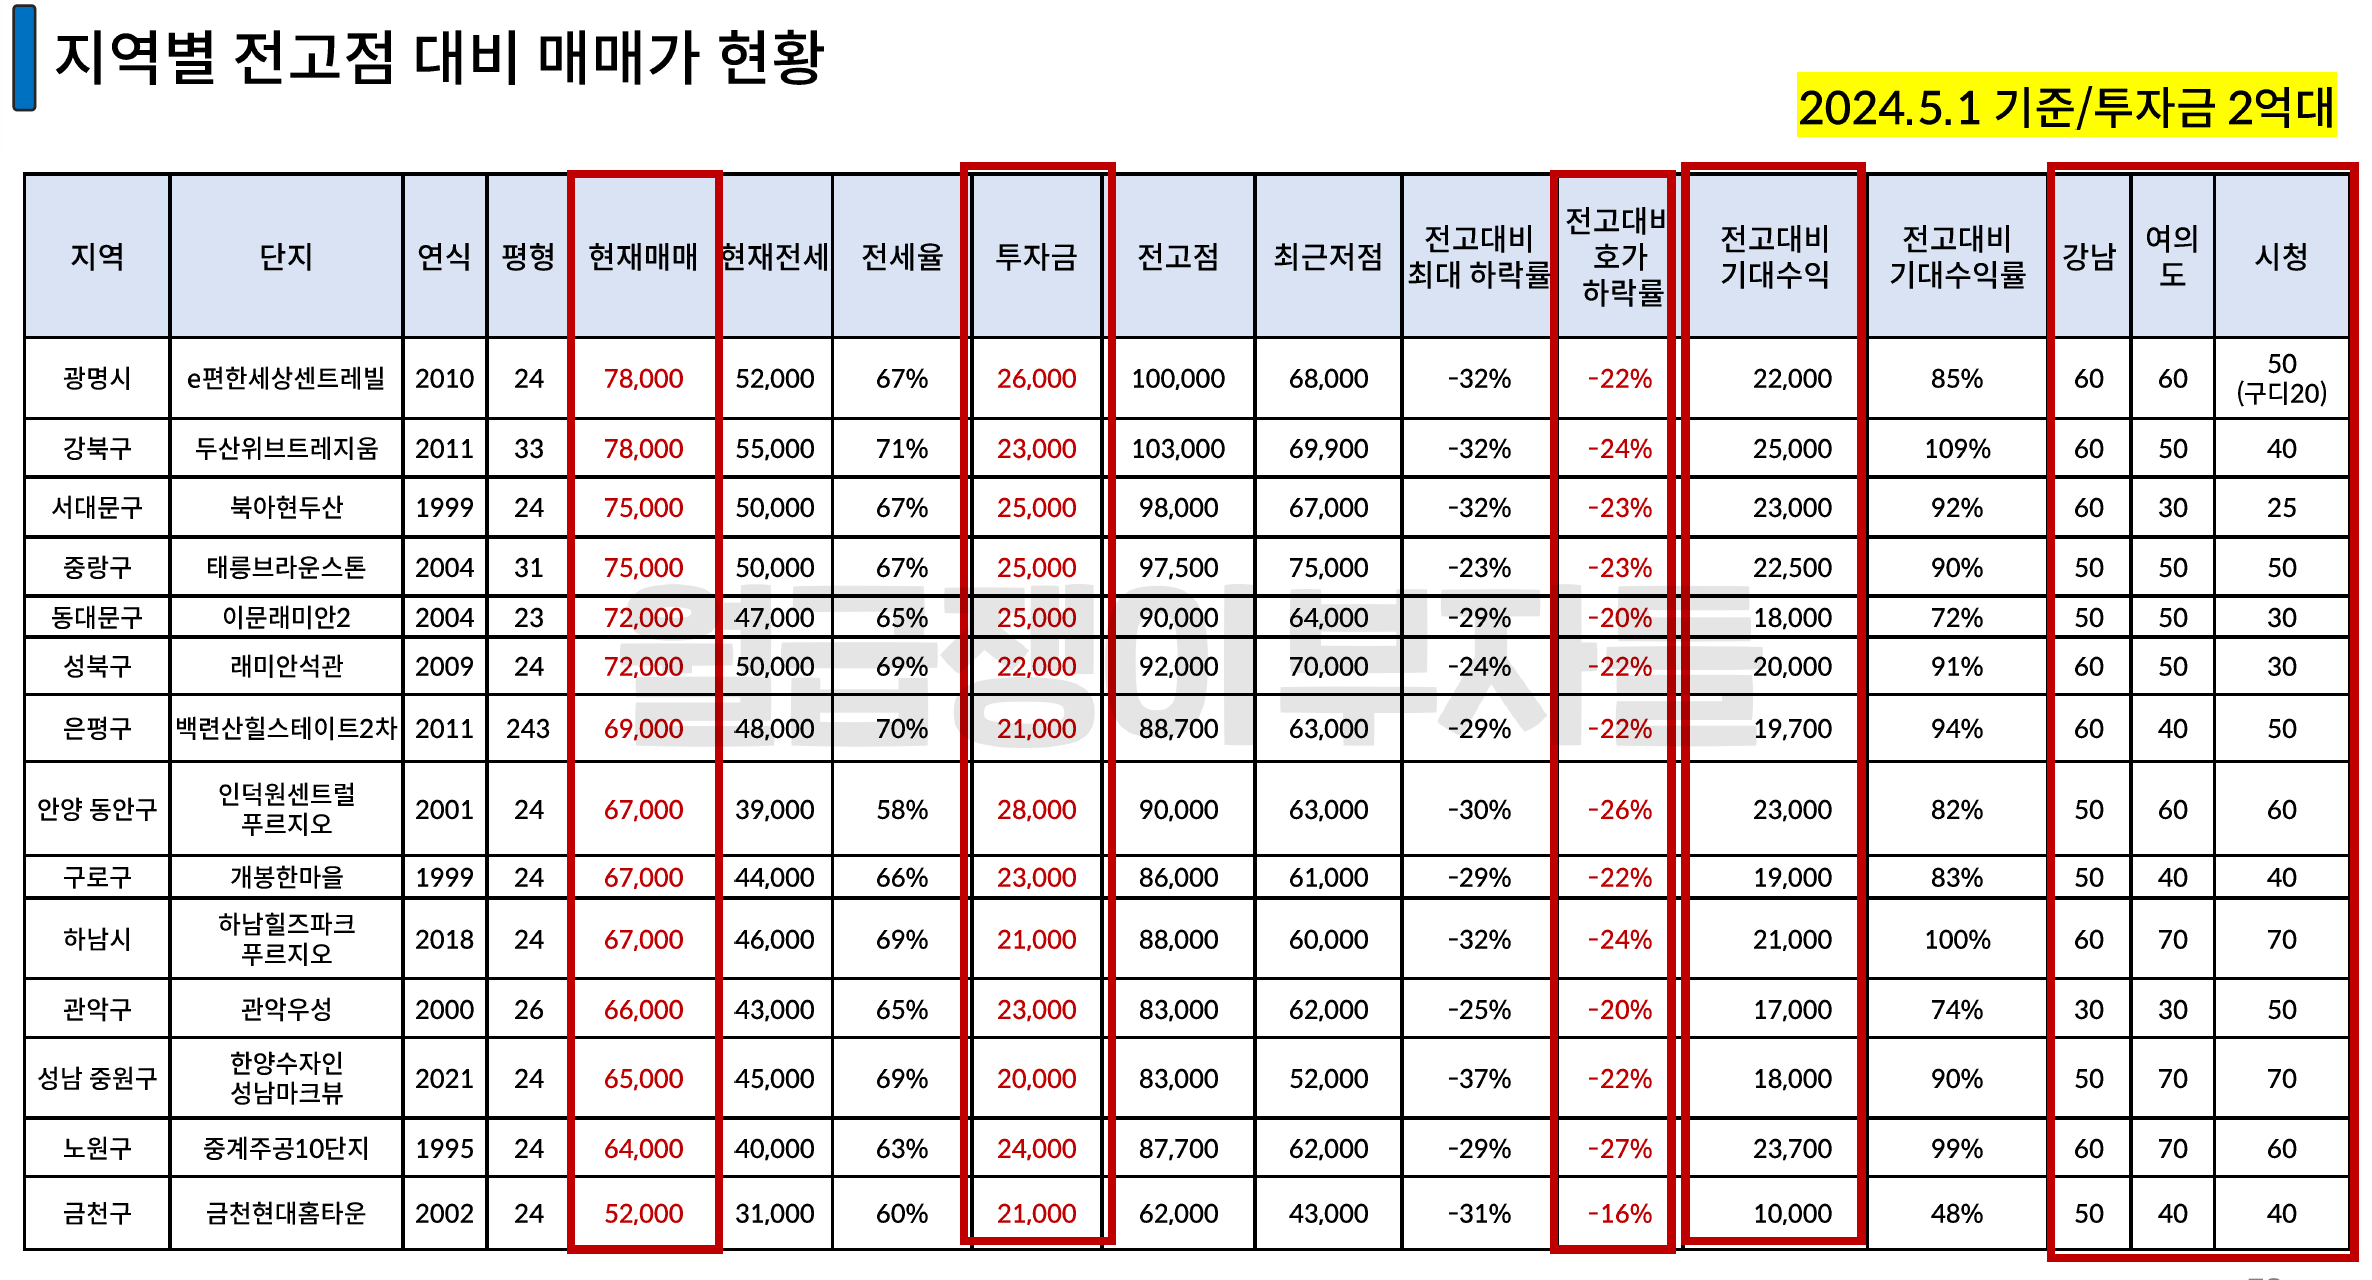 지역별 전고점 대비 매매가 현황
2024.5.1 기준/투자금 2억대
지역 단지 연식 평형 현재매매 현재전세 전세율 투자금 전고점 최근저점 전고대비 최대 하락률 전고대비 호가 하락률 전고대비 기대수익 전고대비 기대수익률 강남 여의도 시청
광명시 e편한세상센트레빌 2010 24 78,000 52,000 67% 26,000 100,000 68,000 -32% -22% 22,000 85% 60 60 50 (구디20)
강북구 두산위브트레지움 2011 33 78,000 55,000 71% 23,000 103,000 69,900 -32% -24% 25,000 109% 60 50 40
서대문구 북아현두산 1999 24 75,000 50,000 67% 25,000 98,000 67,000 -32% -23% 23,000 92% 60 30 25
중랑구 태릉브라운스톤 2004 31 75,000 50,000 67% 25,000 97,500 75,000 -23% -23% 22,500 90% 50 50 50
동대문구 이문래미안2 2004 23 72,000 47,000 65% 25,000 90,000 64,000 -29% -20% 18,000 72% 50 50 30
성북구 래미안석관 2009 24 72,000 50,000 69% 22,000 92,000 70,000 -24% -22% 20,000 91% 60 50 30
은평구 백련산힐스테이트2차 2011 243 69,000 48,000 70% 21,000 88,700 63,000 -29% -22% 19,700 94% 60 40 50
안양 동안구 인덕원센트럴 푸르지오 2001 24 67,000 39,000 58% 28,000 90,000 63,000 -30% -26% 23,000 82% 50 60 60
구로구 개봉한마을 1999 24 67,000 44,000 66% 23,000 86,000 61,000 -29% -22% 19,000 83% 50 40 40
하남시 하남힐즈파크 푸르지오 2018 24 67,000 46,000 69% 21,000 88,000 60,000 -32% -24% 21,000 100% 60 70 70
관악구 관악우성 2000 26 66,000 43,000 65% 23,000 83,000 62,000 -25% -20% 17,000 74% 30 30 50
성남 중원구 한양수자인 성남마크뷰 2021 24 65,000 45,000 69% 20,000 83,000 52,000 -37% -22% 18,000 90% 50 70 70
노원구 중계주공10단지 1995 24 64,000 40,000 63% 24,000 87,700 62,000 -29% -27% 23,700 99% 60 70 60
금천구 금천현대홈타운 2002 24 52,000 31,000 60% 21,000 62,000 43,000 -31% -16% 10,000 48% 50 40 40
월급쟁이부자들